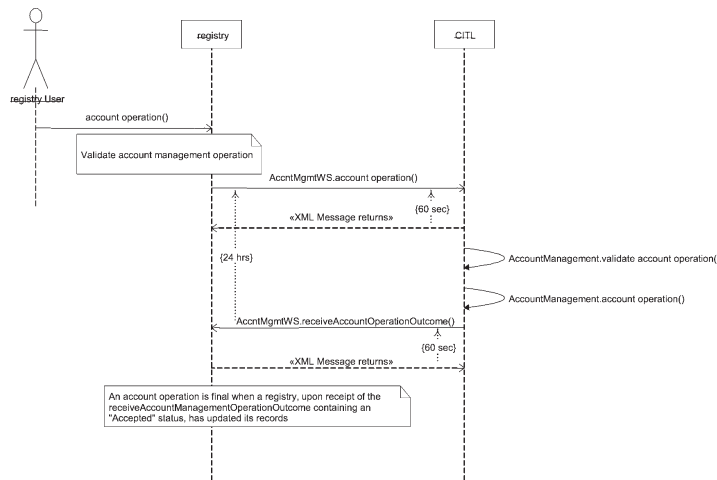 registry
CITL
registry User
account operation()
Validate account management operation
AccntMgmtWS.account operation()
{60 sec}
«XML Message returns»
{24 hrs}
AccountManagement.validate account operation(
AccountManagement.account operation()
AccntMgmtWS.receiveAccountOperationOutcome()
{60 sec}
«XML Message returns»
An account operation is final when a registry, upon receipt of the
receiveAccountManagementOperationOutcome containing an
"Accepted" status, has updated its records